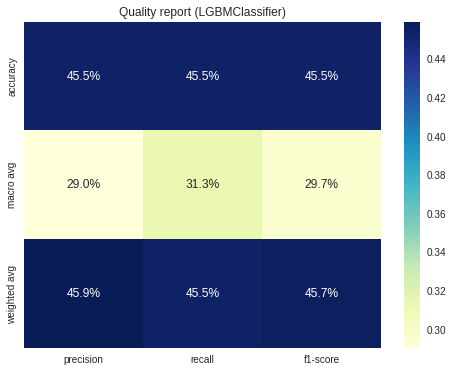 Quality report (LGBMClassifier)
accuracy
45.5% 45.5% 45.5%
macro avg
29.0% 31.3% 29.7%
weighted avg
45.9% 45.5% 45.7%
precision recall f1-score
0.44
0.42
0.40
0.38
0.36
0.34
0.32
0.30